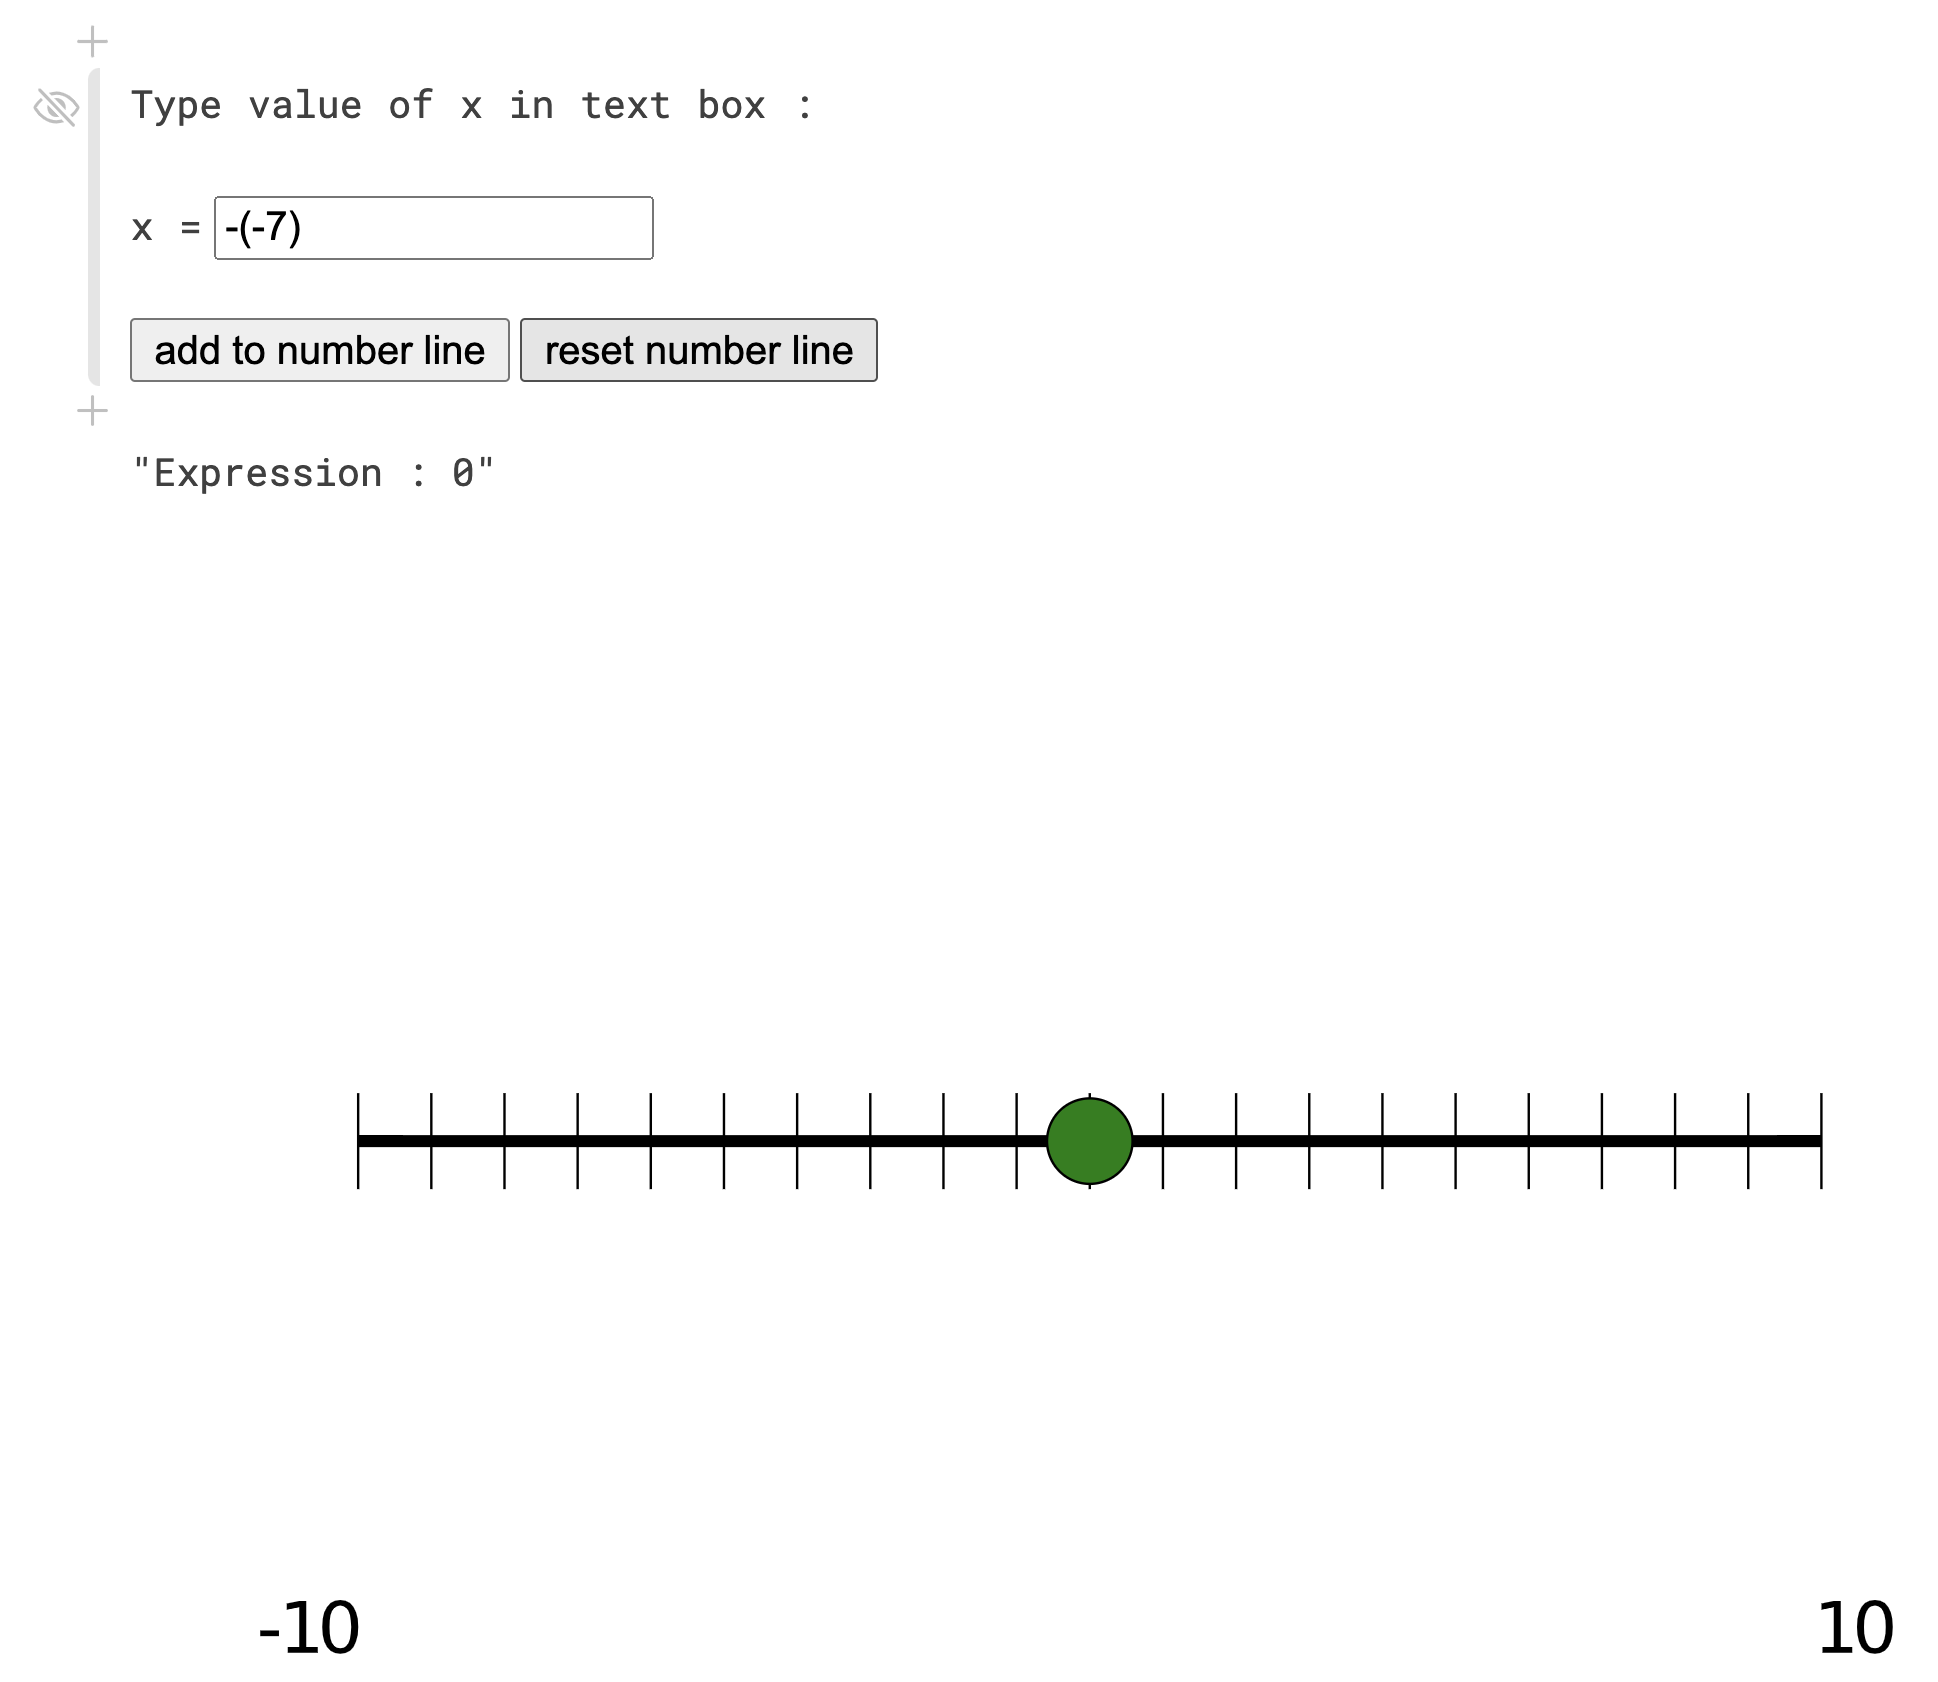 Type value of x in text box :
x = -(-7)
add to number line reset number line
"Expression : 0"
-10 10